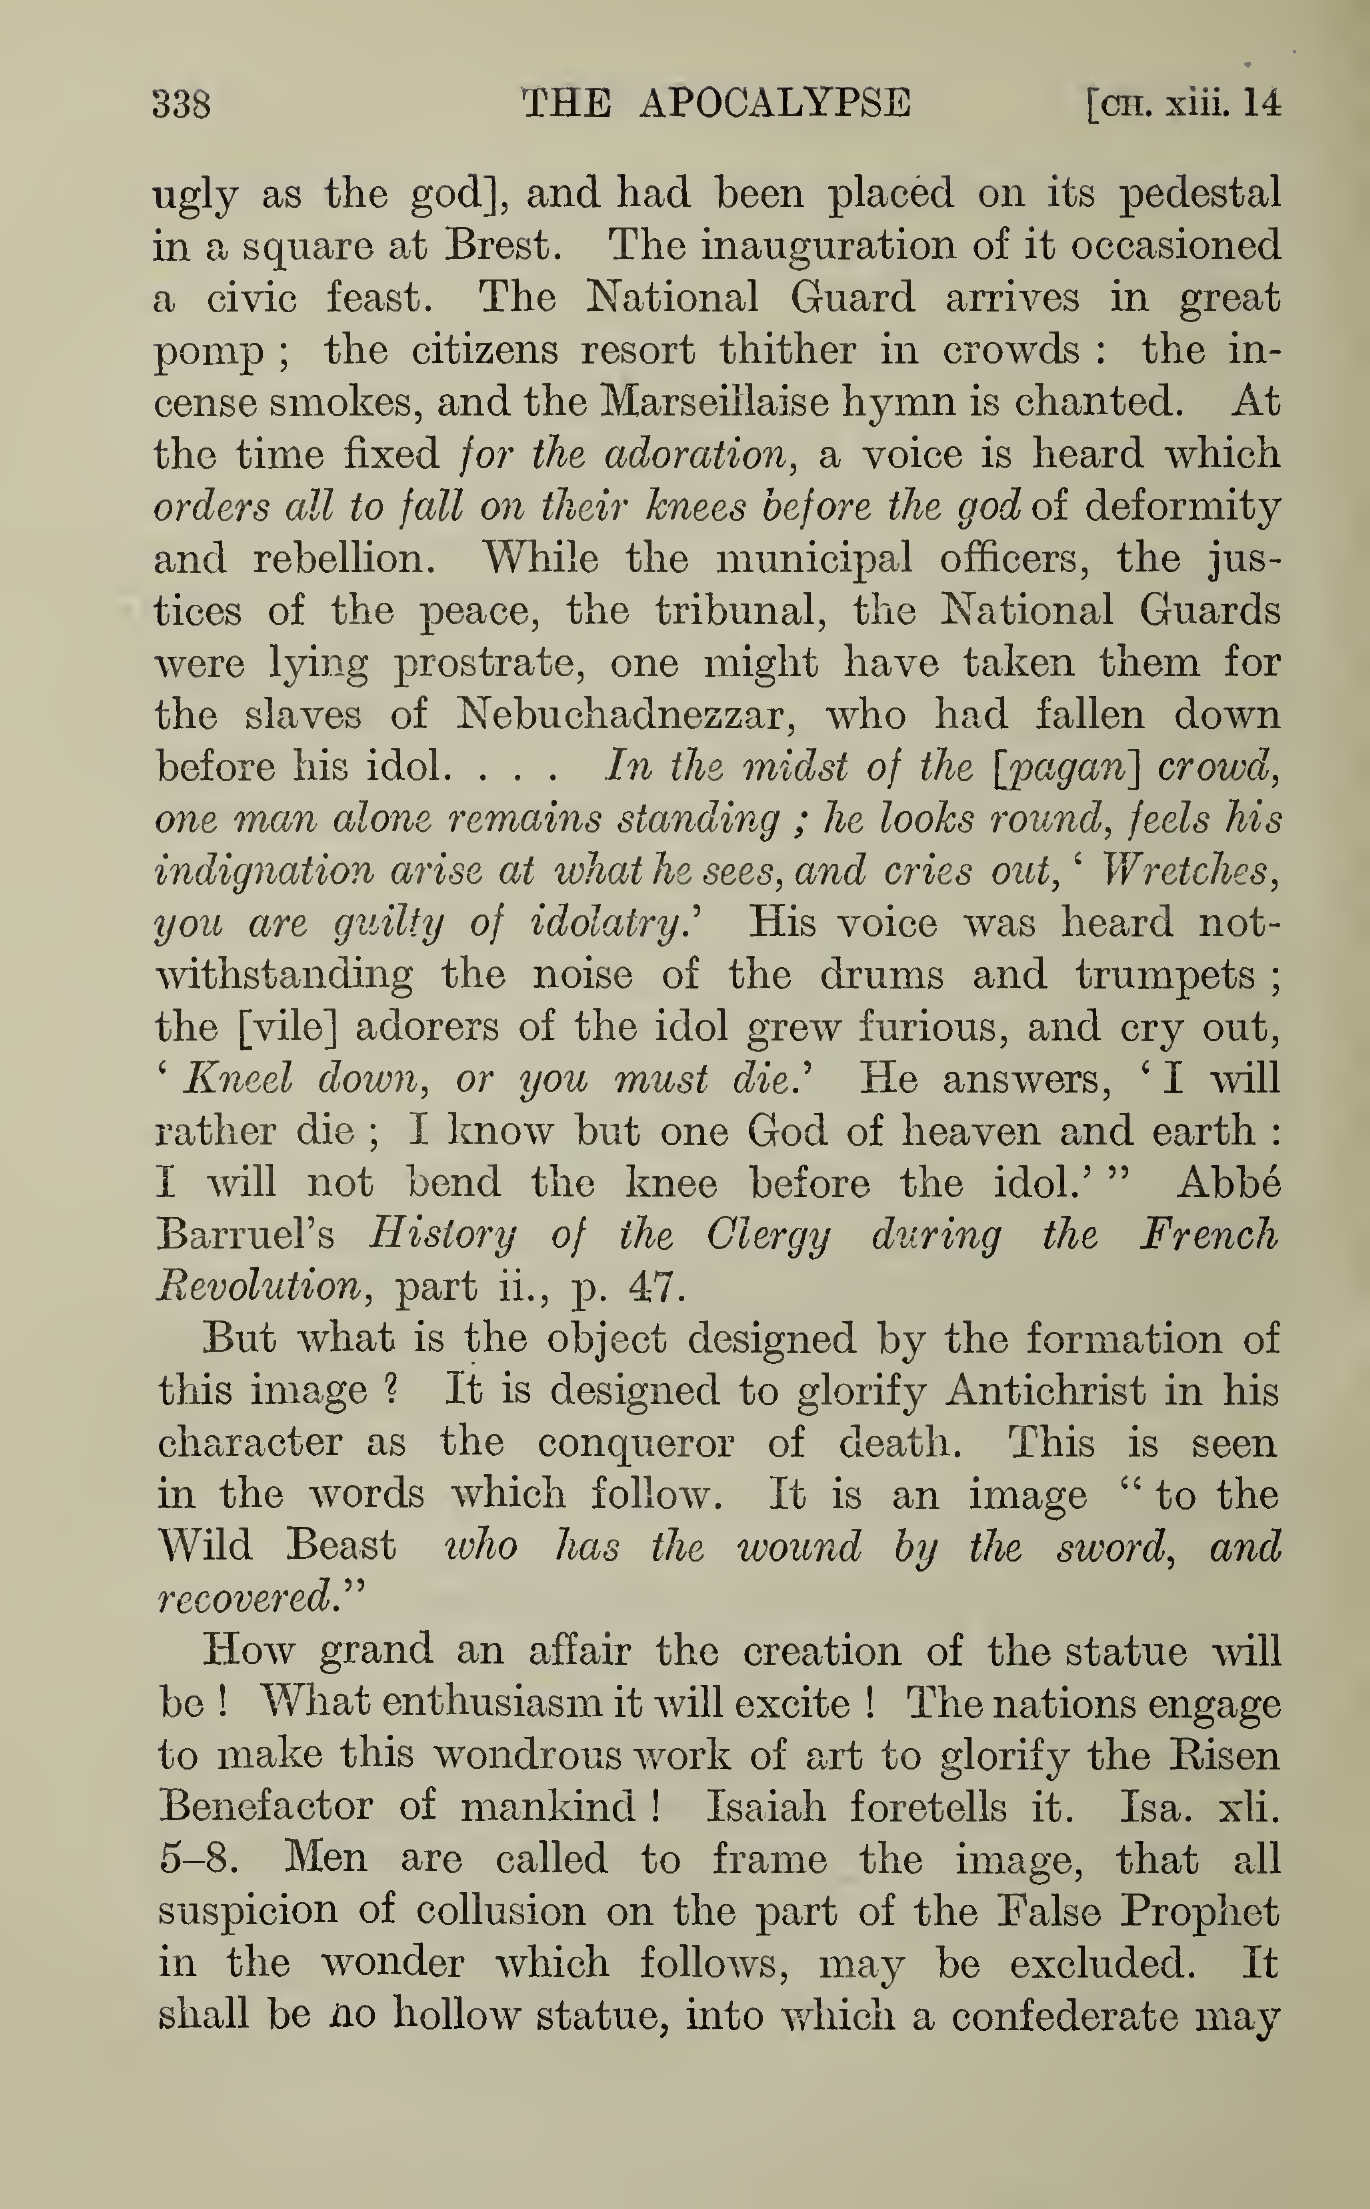 338 THE APOCALYPSE [CH. xiii. 14
ugly as the god], and had been placed on its pedestal
in a square at Brest. The inauguration of it occasioned
a civic feast. The National Guard arrives in great
pomp ; the citizens resort thither in crowds : the in-
cense smokes, and the Marseillaise hymn is chanted. At
the time fixed for the adoration, a voice is heard which
orders all to fall on their knees before the god of deformity
and rebellion. While the municipal officers, the jus-
tices of the peace, the tribunal, the National Guards
were lying prostrate, one might have taken them for
the slaves of Nebuchadnezzar, who had fallen down
before his idol. . . . In the midst of the [pagan] crowd,
one man alone remains standing ; he looks round, feels his
indignation arise at what he sees, and cries out, ‘ Wretches,
you are guilty of idolatry.’ His voice was heard not-
withstanding the noise of the drums and trumpets ;
the [vile] adorers of the idol grew furious, and cry out,
‘ Kneel down, or you must die.’ He answers, ‘ I will
rather die ; I know but one God of heaven and earth :
I will not bend the knee before the idol.’ ” Abbé
Barruel’s History of the Clergy during the French
Revolution, part ii., p. 47.
But what is the object designed by the formation of
this image ? It is designed to glorify Antichrist in his
character as the conqueror of death. This is seen
in the words which follow. It is an image “ to the
Wild Beast who has the wound by the sword, and
recovered.”
How grand an affair the creation of the statue will
be ! What enthusiasm it will excite ! The nations engage
to make this wondrous work of art to glorify the Risen
Benefactor of mankind ! Isaiah foretells it. Isa. xli.
5–8. Men are called to frame the image, that all
suspicion of collusion on the part of the False Prophet
in the wonder which follows, may be excluded. It
shall be no hollow statue, into which a confederate may